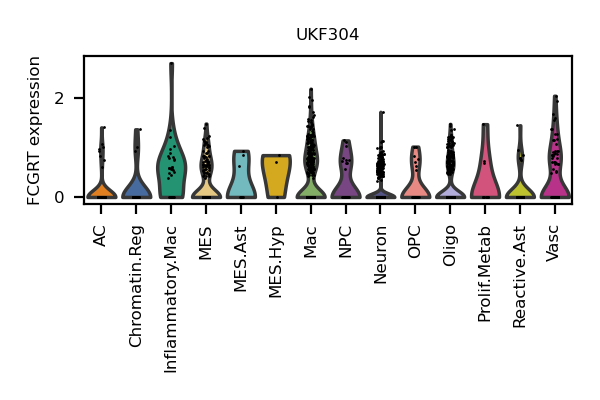 UKF304
FCGRT expression
2
0
AC
Chromatin.Reg
Inflammatory.Mac
MES
MES.Ast
MES.Hyp
Mac
NPC
Neuron
OPC
Oligo
Prolif.Metab
Reactive.Ast
Vasc